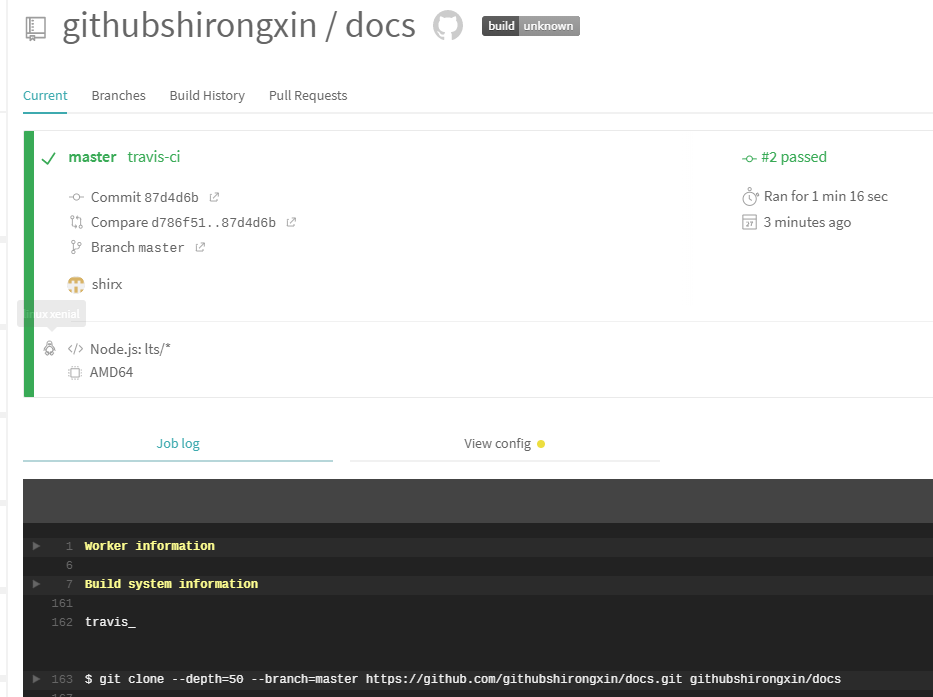 githubshirongxin / docs build unknown
Current Branches Build History Pull Requests
master travis-ci #2 passed
Commit 87d4d6b Ran for 1 min 16 sec
Compare d786f51..87d4d6b 27 3 minutes ago
Branch master
shirx
linux xenial
</> Node.js: lts/*
AMD64
Job log View config
1 Worker information
6
7 Build system information
161
162 travis_
163 $ git clone --depth=50 --branch=master https://github.com/githubshirongxin/docs.git githubshirongxin/docs